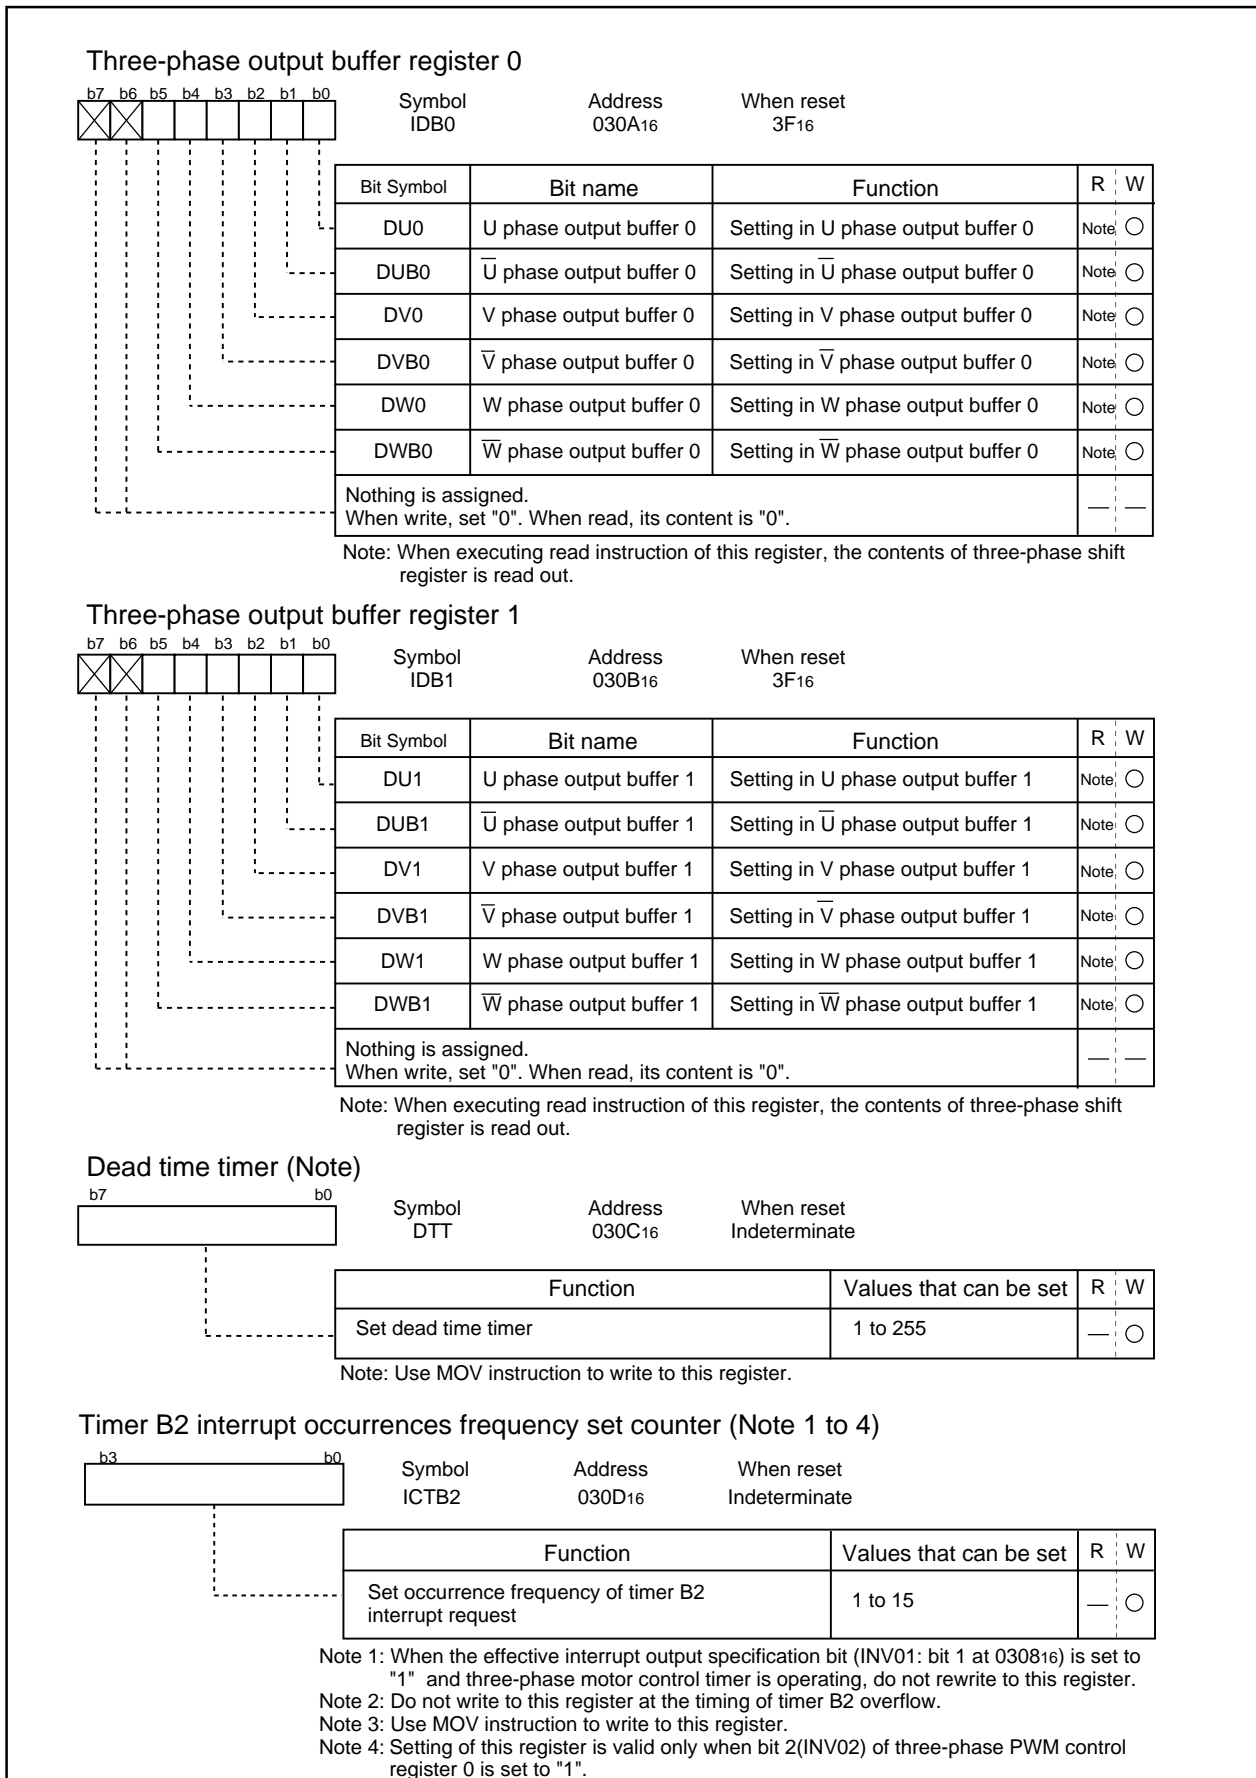 Three-phase output buffer register 0
b7 b6 b5 b4 b3 b2 b1 b0
Symbol Address When reset
IDB0 030A16 3F16
Bit Symbol Bit name Function R W
DU0 U phase output buffer 0 Setting in U phase output buffer 0 Note ○
DUB0 U̅ phase output buffer 0 Setting in U̅ phase output buffer 0 Note ○
DV0 V phase output buffer 0 Setting in V phase output buffer 0 Note ○
DVB0 V̅ phase output buffer 0 Setting in V̅ phase output buffer 0 Note ○
DW0 W phase output buffer 0 Setting in W phase output buffer 0 Note ○
DWB0 W̅ phase output buffer 0 Setting in W̅ phase output buffer 0 Note ○
Nothing is assigned.
When write, set "0". When read, its content is "0". — —
Note: When executing read instruction of this register, the contents of three-phase shift
register is read out.
Three-phase output buffer register 1
b7 b6 b5 b4 b3 b2 b1 b0
Symbol Address When reset
IDB1 030B16 3F16
Bit Symbol Bit name Function R W
DU1 U phase output buffer 1 Setting in U phase output buffer 1 Note ○
DUB1 U̅ phase output buffer 1 Setting in U̅ phase output buffer 1 Note ○
DV1 V phase output buffer 1 Setting in V phase output buffer 1 Note ○
DVB1 V̅ phase output buffer 1 Setting in V̅ phase output buffer 1 Note ○
DW1 W phase output buffer 1 Setting in W phase output buffer 1 Note ○
DWB1 W̅ phase output buffer 1 Setting in W̅ phase output buffer 1 Note ○
Nothing is assigned.
When write, set "0". When read, its content is "0". — —
Note: When executing read instruction of this register, the contents of three-phase shift
register is read out.
Dead time timer (Note)
b7 b0
Symbol Address When reset
DTT 030C16 Indeterminate
Function Values that can be set R W
Set dead time timer 1 to 255 — ○
Note: Use MOV instruction to write to this register.
Timer B2 interrupt occurrences frequency set counter (Note 1 to 4)
b3 b0
Symbol Address When reset
ICTB2 030D16 Indeterminate
Function Values that can be set R W
Set occurrence frequency of timer B2
interrupt request 1 to 15 — ○
Note 1: When the effective interrupt output specification bit (INV01: bit 1 at 030816) is set to
"1" and three-phase motor control timer is operating, do not rewrite to this register.
Note 2: Do not write to this register at the timing of timer B2 overflow.
Note 3: Use MOV instruction to write to this register.
Note 4: Setting of this register is valid only when bit 2(INV02) of three-phase PWM control
register 0 is set to "1".